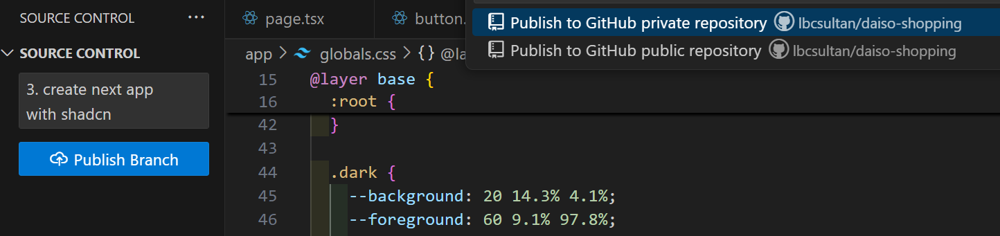 SOURCE CONTROL ...
SOURCE CONTROL
3. create next app
with shadcn
Publish Branch
page.tsx
button.
Publish to GitHub private repository lbcsultan/daiso-shopping
Publish to GitHub public repository lbcsultan/daiso-shopping
app > globals.css > {} @la
15 @layer base {
16 :root {
42 }
43
44 .dark {
45 --background: 20 14.3% 4.1%;
46 --foreground: 60 9.1% 97.8%;